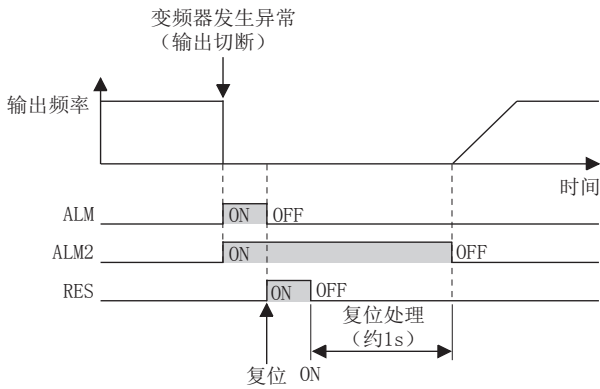 变频器发生异常
（输出切断）
输出频率
时间
ALM ON OFF
ALM2 ON OFF
RES ON OFF
复位处理
（约1s）
复位 ON